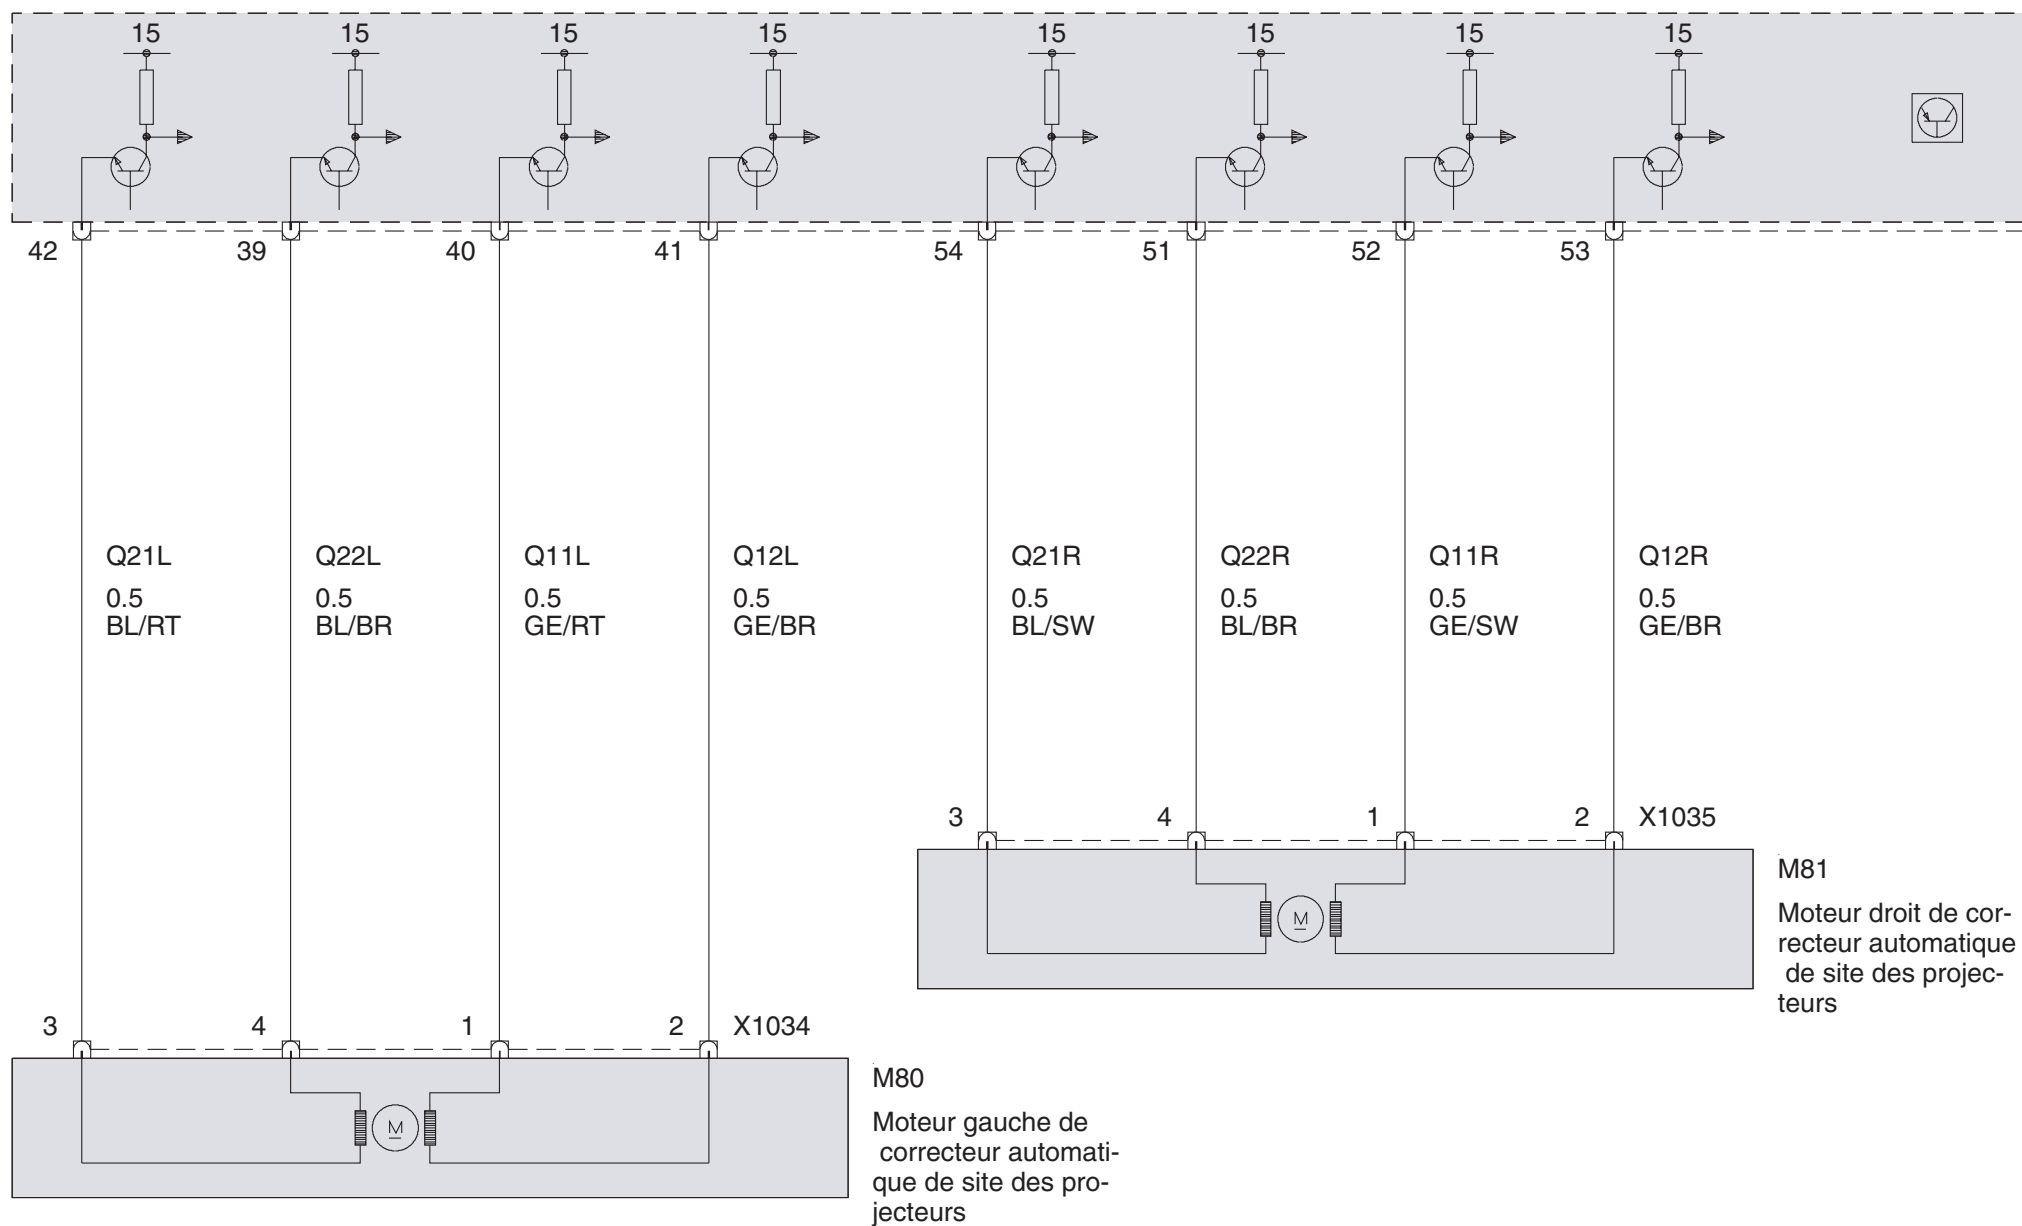 15 15 15 15 15 15 15 15
42 39 40 41 54 51 52 53
Q21L Q22L Q11L Q12L Q21R Q22R Q11R Q12R
0.5 0.5 0.5 0.5 0.5 0.5 0.5 0.5
BL/RT BL/BR GE/RT GE/BR BL/SW BL/BR GE/SW GE/BR
3 4 1 2 X1035
M
M81
Moteur droit de cor-
recteur automatique
de site des projec-
teurs
3 4 1 2 X1034
M
M80
Moteur gauche de
correcteur automati-
que de site des pro-
jecteurs